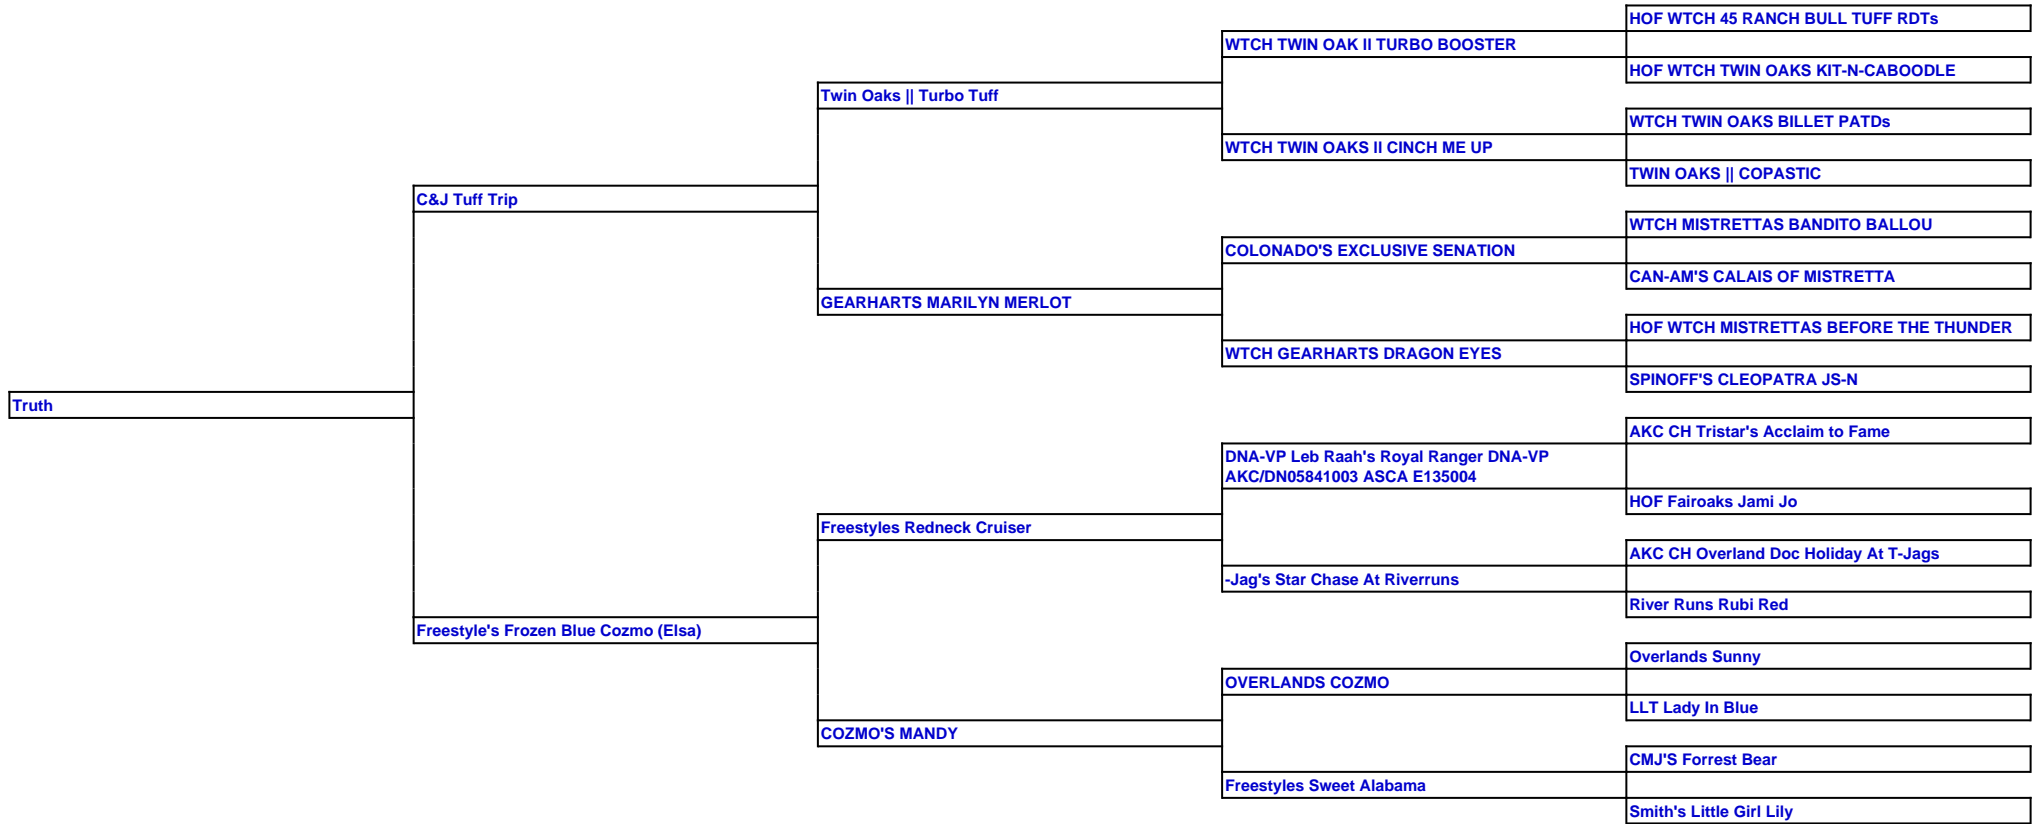 HOF WTCH 45 RANCH BULL TUFF RDTs
WTCH TWIN OAK II TURBO BOOSTER
HOF WTCH TWIN OAKS KIT-N-CABOODLE
Twin Oaks || Turbo Tuff
WTCH TWIN OAKS BILLET PATDs
WTCH TWIN OAKS II CINCH ME UP
TWIN OAKS || COPASTIC
C&J Tuff Trip
WTCH MISTRETTAS BANDITO BALLOU
COLONADO'S EXCLUSIVE SENATION
CAN-AM'S CALAIS OF MISTRETTA
GEARHARTS MARILYN MERLOT
HOF WTCH MISTRETTAS BEFORE THE THUNDER
WTCH GEARHARTS DRAGON EYES
SPINOFF'S CLEOPATRA JS-N
Truth
AKC CH Tristar's Acclaim to Fame
DNA-VP Leb Raah's Royal Ranger DNA-VP
AKC/DN05841003 ASCA E135004
HOF Fairoaks Jami Jo
Freestyles Redneck Cruiser
AKC CH Overland Doc Holiday At T-Jags
-Jag's Star Chase At Riverruns
River Runs Rubi Red
Freestyle's Frozen Blue Cozmo (Elsa)
Overlands Sunny
OVERLANDS COZMO
LLT Lady In Blue
COZMO'S MANDY
CMJ'S Forrest Bear
Freestyles Sweet Alabama
Smith's Little Girl Lily